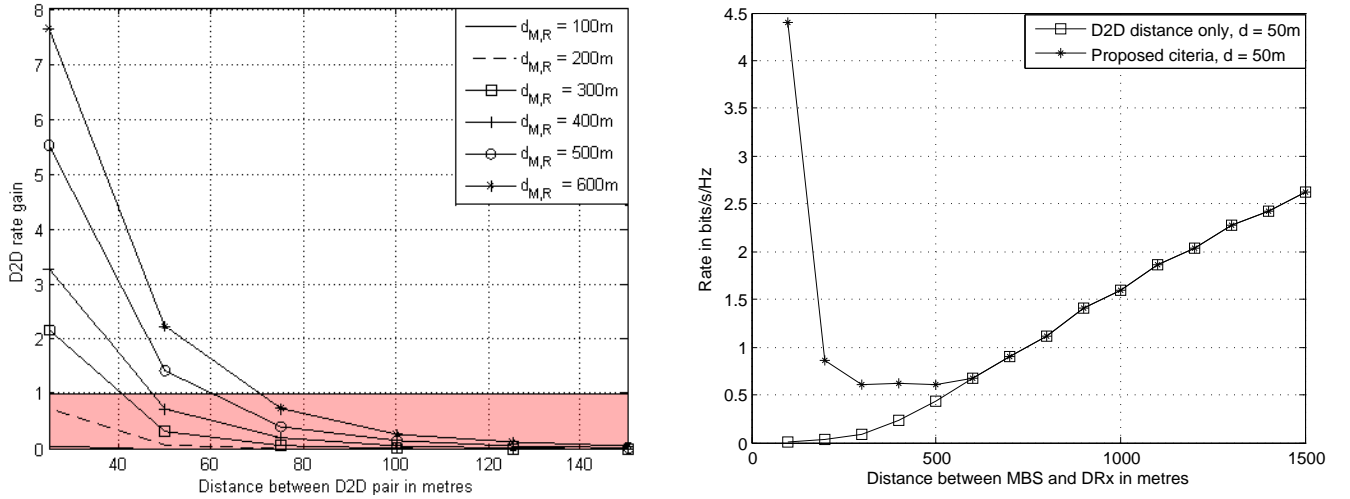 8
7
6
5
4
3
2
1
0
D2D rate gain
40
60
80
100
120
140
Distance between D2D pair in metres
d_M,R = 100m
d_M,R = 200m
d_M,R = 300m
d_M,R = 400m
d_M,R = 500m
d_M,R = 600m
4.5
4
3.5
3
2.5
2
1.5
1
0.5
0
Rate in bits/s/Hz
0
500
1000
1500
Distance between MBS and DRx in metres
D2D distance only, d = 50m
Proposed citeria, d = 50m